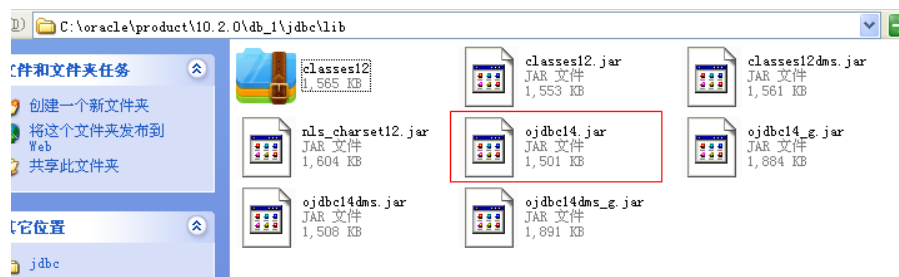 C:\oracle\product\10.2.0\db_1\jdbc\lib
件和文件夹任务
创建一个新文件夹
将这个文件夹发布到
Web
共享此文件夹
其它位置
jdbc
classes12
1,565 KB
classes12.jar
JAR 文件
1,553 KB
classes12dms.jar
JAR 文件
1,561 KB
nls_charset12.jar
JAR 文件
1,604 KB
ojdbc14.jar
JAR 文件
1,501 KB
ojdbc14_g.jar
JAR 文件
1,884 KB
ojdbc14dms.jar
JAR 文件
1,508 KB
ojdbc14dms_g.jar
JAR 文件
1,891 KB